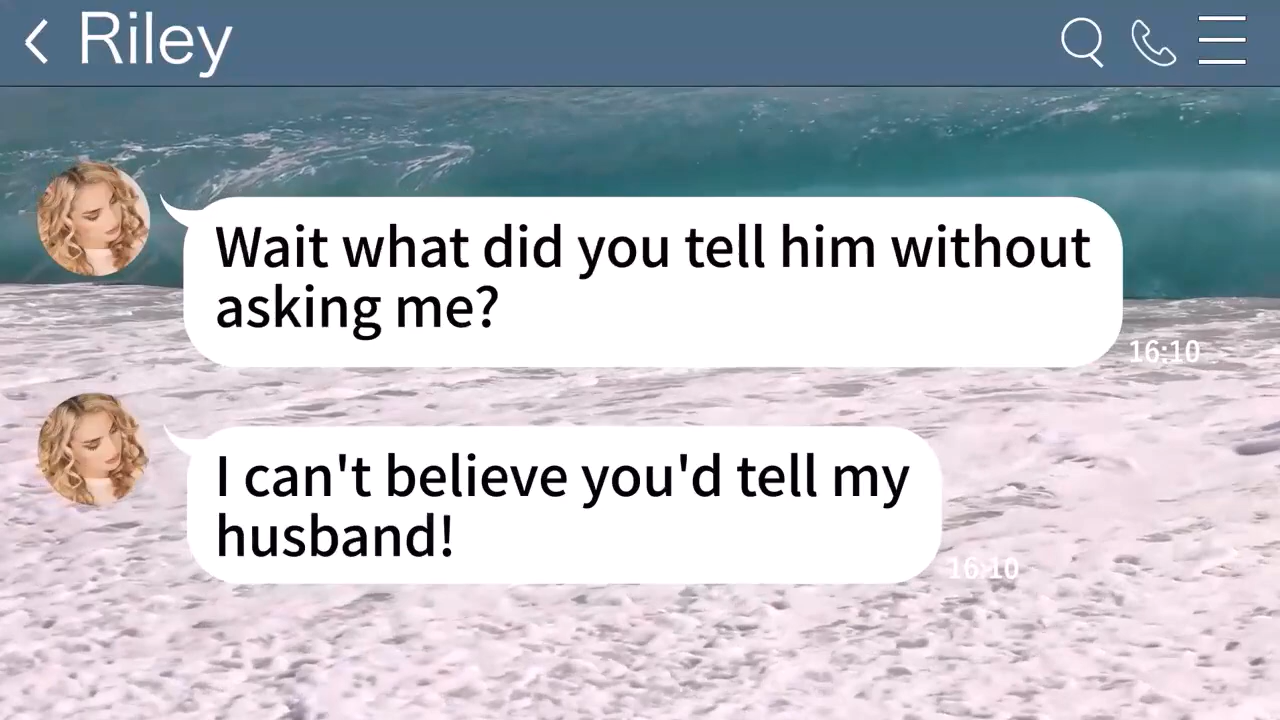 Riley
Wait what did you tell him without
asking me?
16:10
I can't believe you'd tell my
husband!
16:10